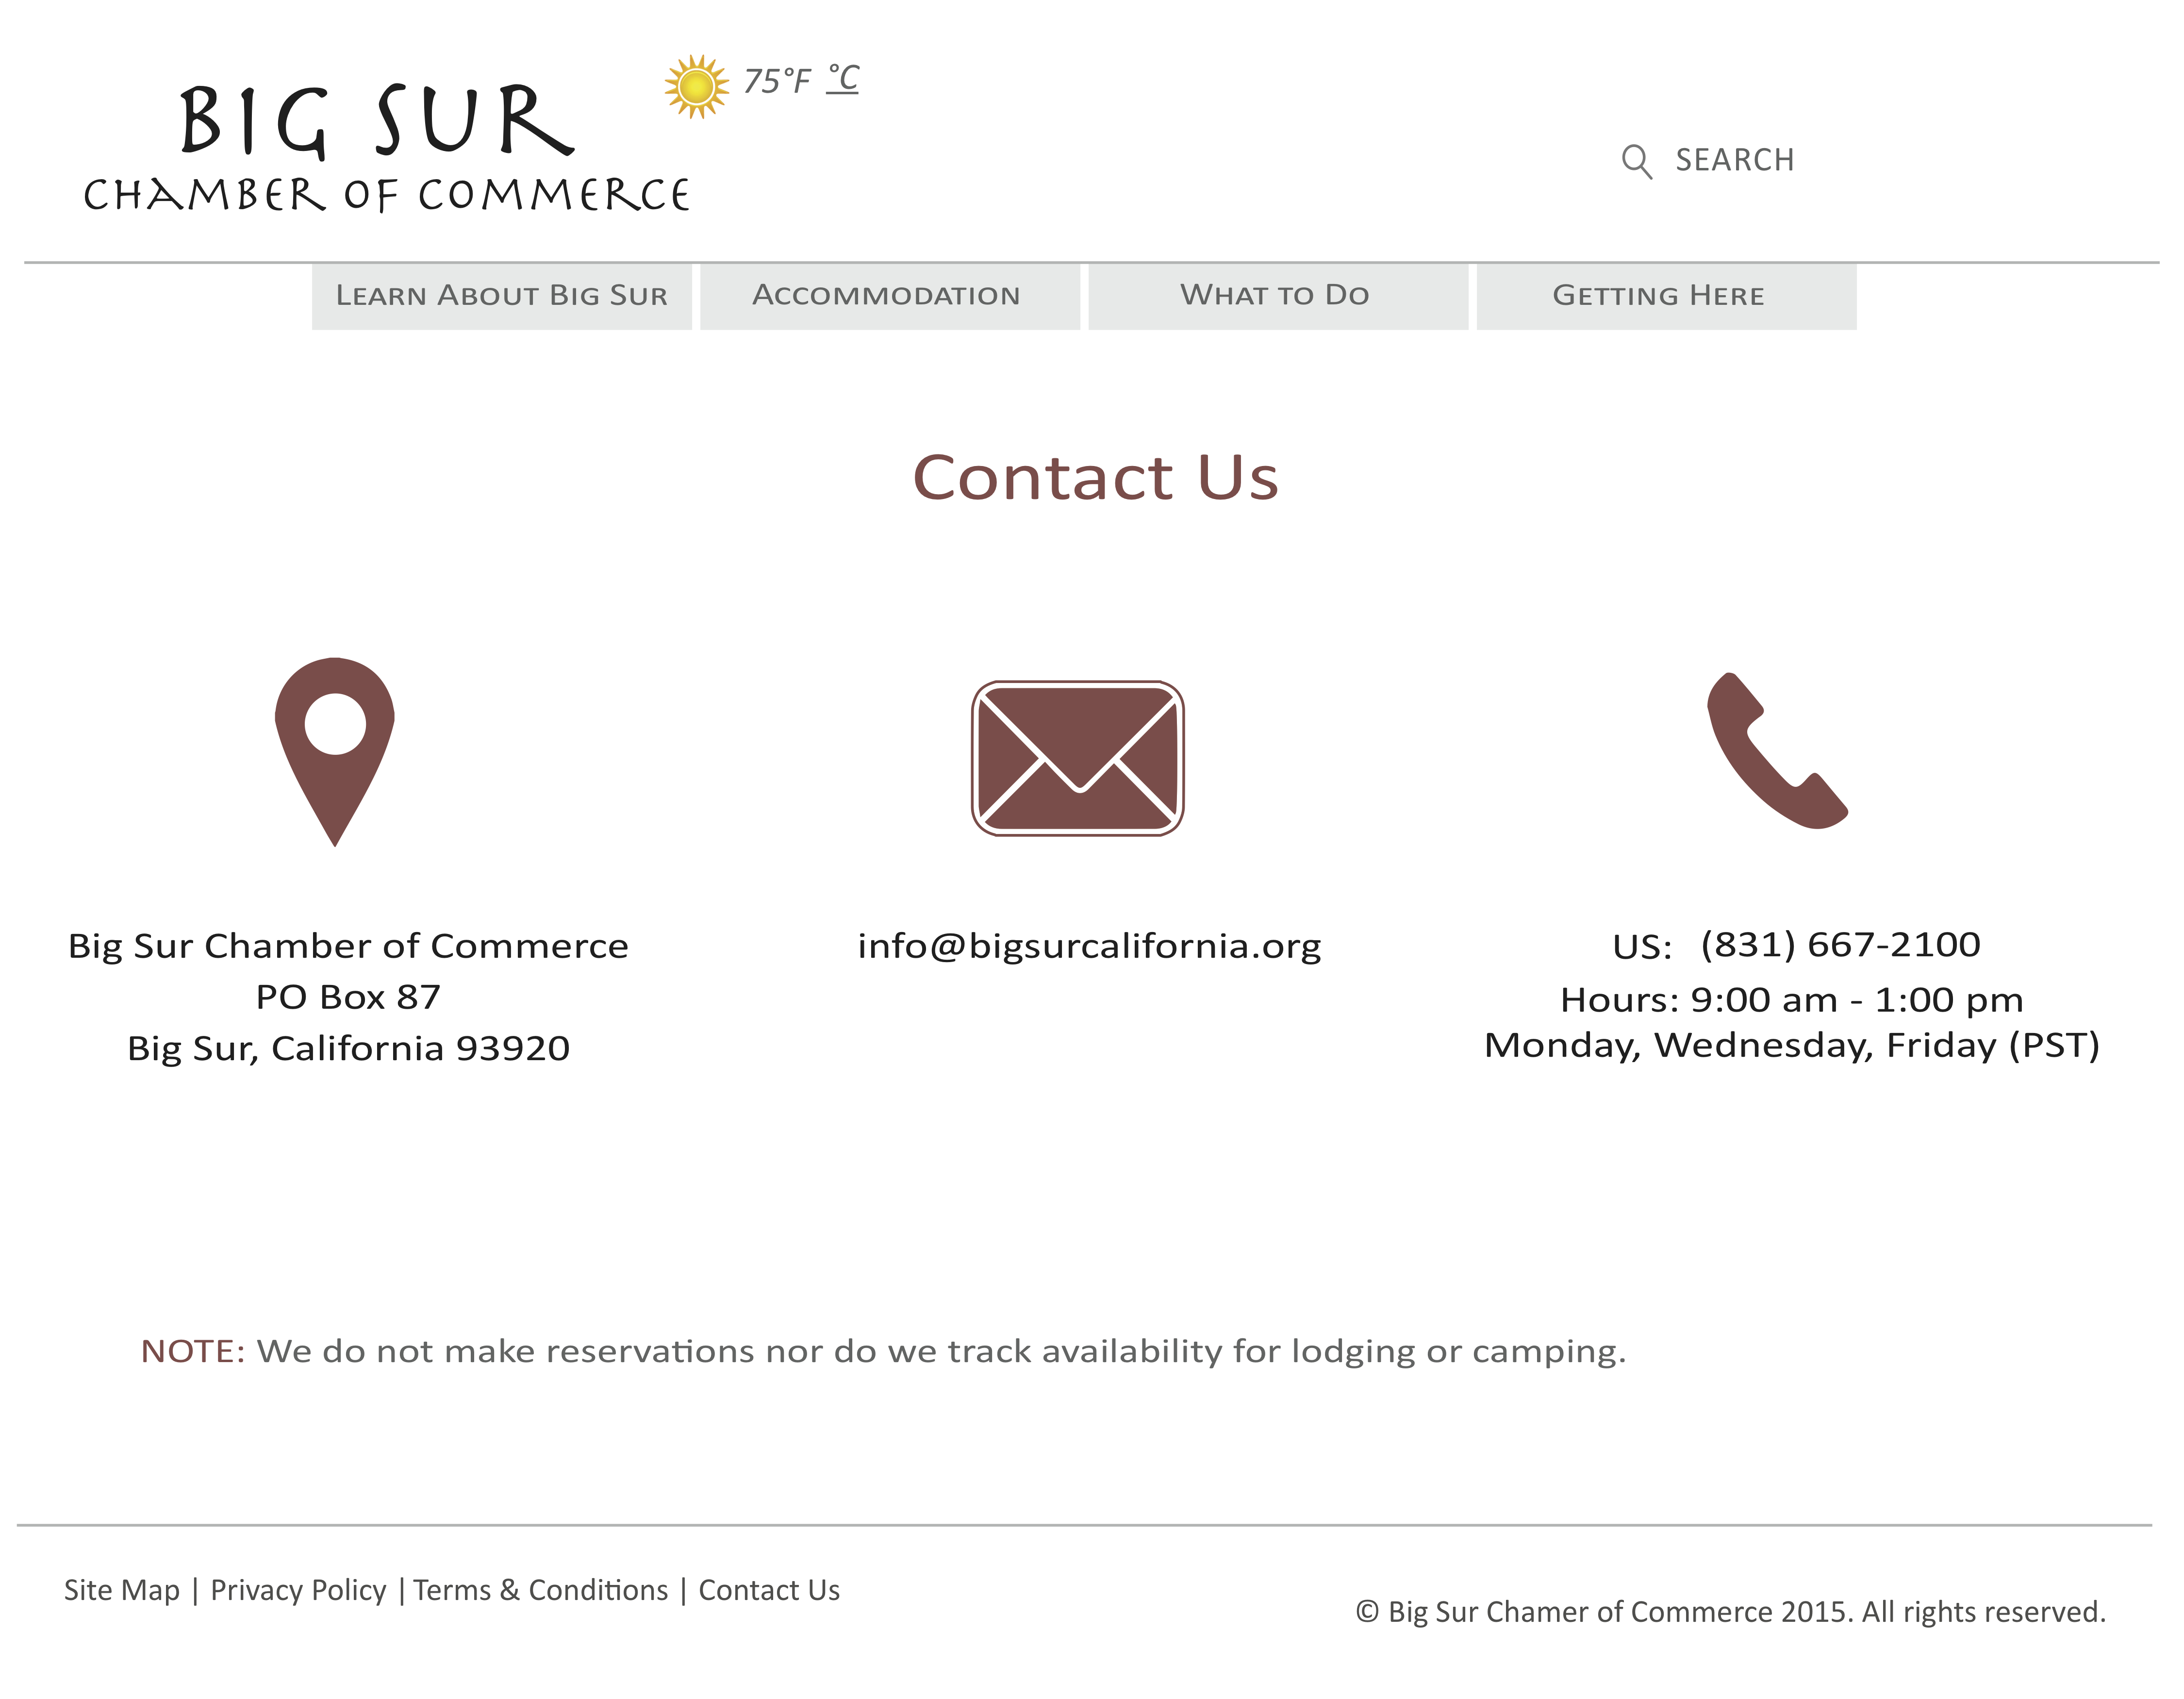 BIG SUR
CHAMBER OF COMMERCE
75°F °C
SEARCH
Learn About Big Sur
Accommodation
What to Do
Getting Here
Contact Us
Big Sur Chamber of Commerce
PO Box 87
Big Sur, California 93920
info@bigsurcalifornia.org
US: (831) 667-2100
Hours: 9:00 am - 1:00 pm
Monday, Wednesday, Friday (PST)
NOTE: We do not make reservations nor do we track availability for lodging or camping.
Site Map | Privacy Policy | Terms & Conditions | Contact Us
© Big Sur Chamer of Commerce 2015. All rights reserved.